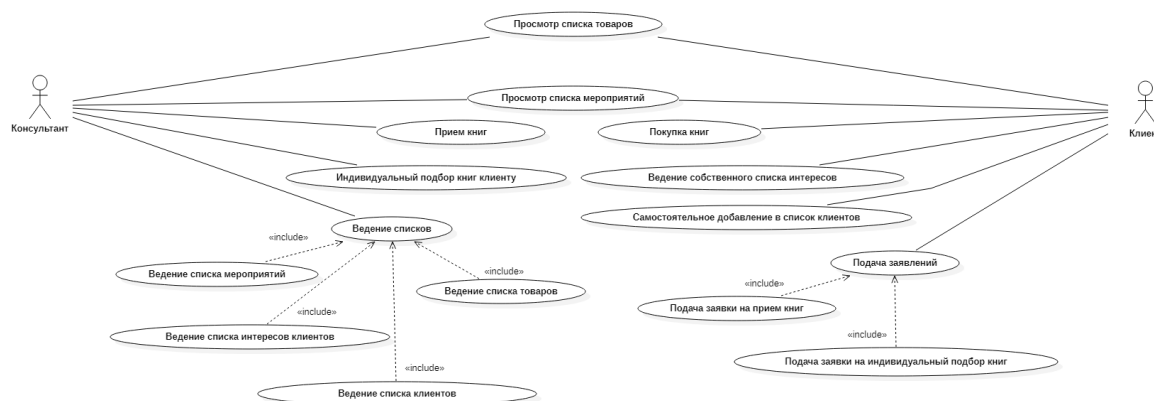 Просмотр списка товаров
Просмотр списка мероприятий
Консультант
Прием книг
Покупка книг
Индивидуальный подбор книг клиенту
Ведение собственного списка интересов
Самостоятельное добавление в список клиентов
Ведение списков
«include»
Ведение списка мероприятий
«include»
Ведение списка товаров
«include»
Ведение списка интересов клиентов
«include»
Ведение списка клиентов
Подача заявлений
«include»
Подача заявки на прием книг
«include»
Подача заявки на индивидуальный подбор книг